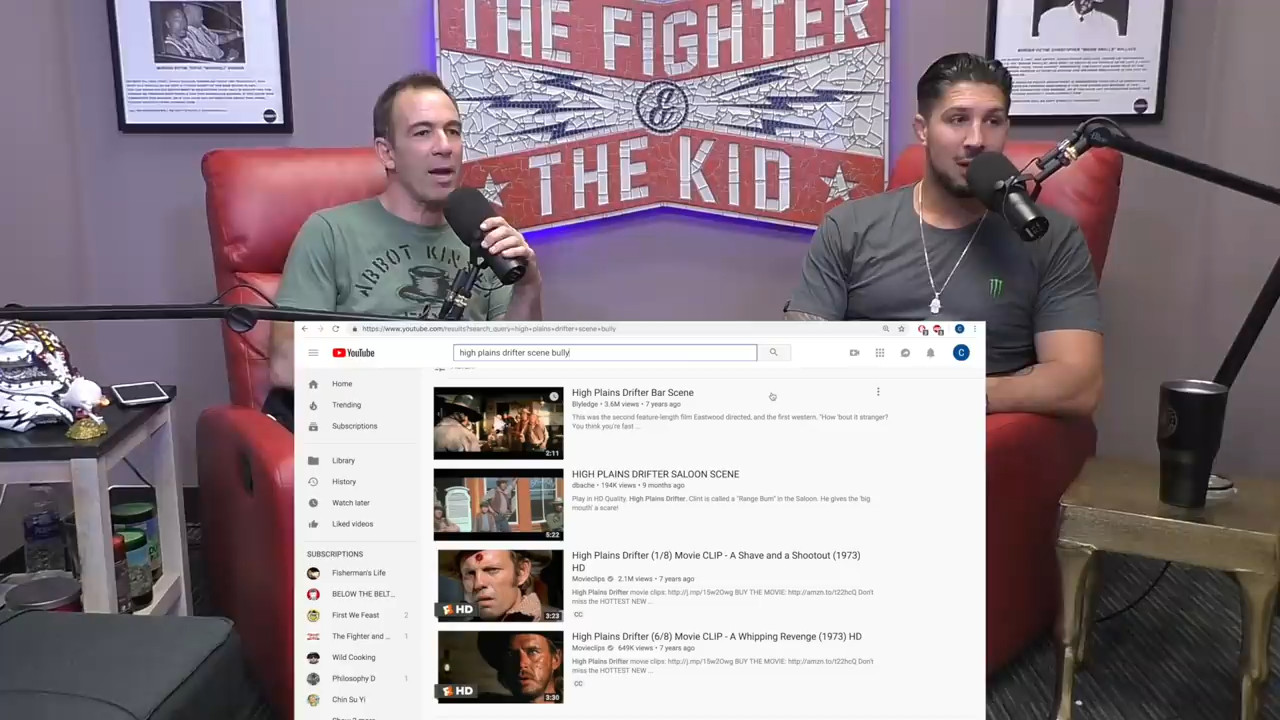 THE FIGHTER
&
THE KID
ABBOT KIN
https://www.youtube.com/results?search_query=high+plains+drifter+scene+bully
YouTube
high plains drifter scene bully
C
Home
Trending
Subscriptions
Library
History
Watch later
Liked videos
SUBSCRIPTIONS
Fisherman's Life
BELOW THE BELT...
First We Feast 2
The Fighter and ... 1
Wild Cooking
Philosophy D 1
Chin Su Yi
High Plains Drifter Bar Scene
Blyledge • 3.6M views • 7 years ago
This was the second feature-length film Eastwood directed, and the first western. "How 'bout it stranger?
You think you're fast ...
2:11
HIGH PLAINS DRIFTER SALOON SCENE
dbache • 194K views • 9 months ago
Play in HD Quality. High Plains Drifter. Clint is called a "Range Bum" in the Saloon. He gives the 'big
mouth' a scare!
5:22
High Plains Drifter (1/8) Movie CLIP - A Shave and a Shootout (1973)
HD
Movieclips 2.1M views • 7 years ago
High Plains Drifter movie clips: http://j.mp/15w2Owg BUY THE MOVIE: http://amzn.to/t22hcQ Don't
miss the HOTTEST NEW ...
CC
HD
3:23
High Plains Drifter (6/8) Movie CLIP - A Whipping Revenge (1973) HD
Movieclips 649K views • 7 years ago
High Plains Drifter movie clips: http://j.mp/15w2Owg BUY THE MOVIE: http://amzn.to/t22hcQ Don't
miss the HOTTEST NEW ...
CC
HD
3:30